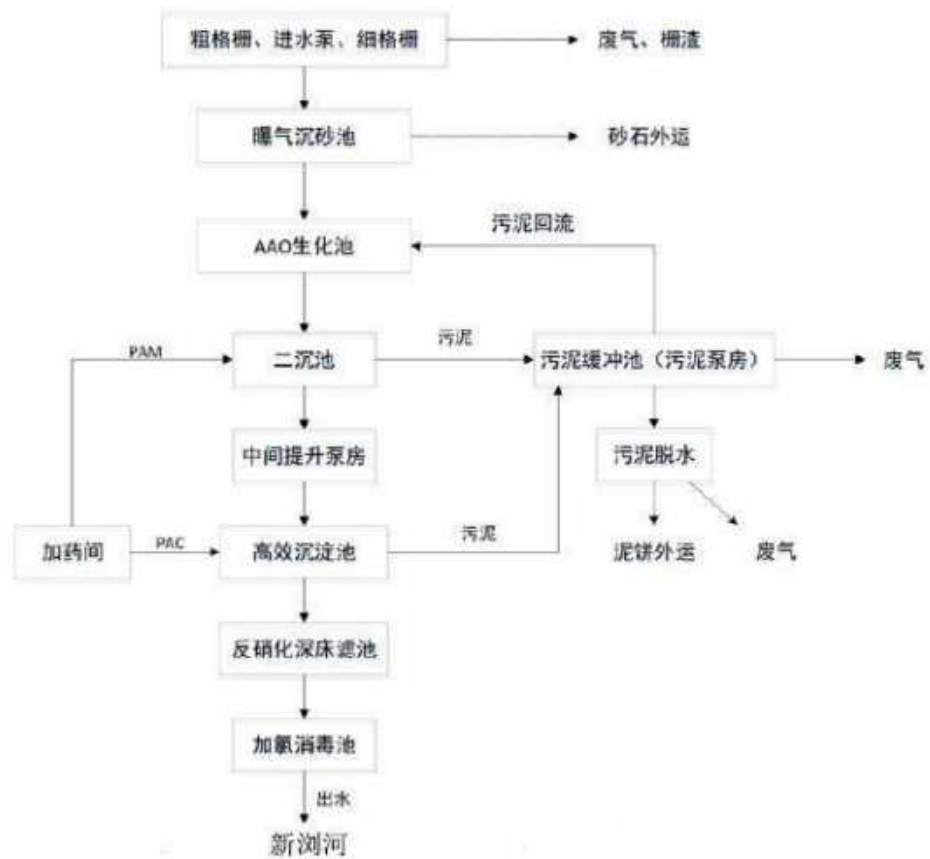 粗格栅、进水泵、细格栅
废气、栅渣
曝气沉砂池
砂石外运
污泥回流
AAO生化池
PAM
二沉池
污泥
污泥缓冲池（污泥泵房）
废气
中间提升泵房
污泥脱水
加药间
PAC
高效沉淀池
污泥
泥饼外运
废气
反硝化深床滤池
加氯消毒池
出水
新浏河